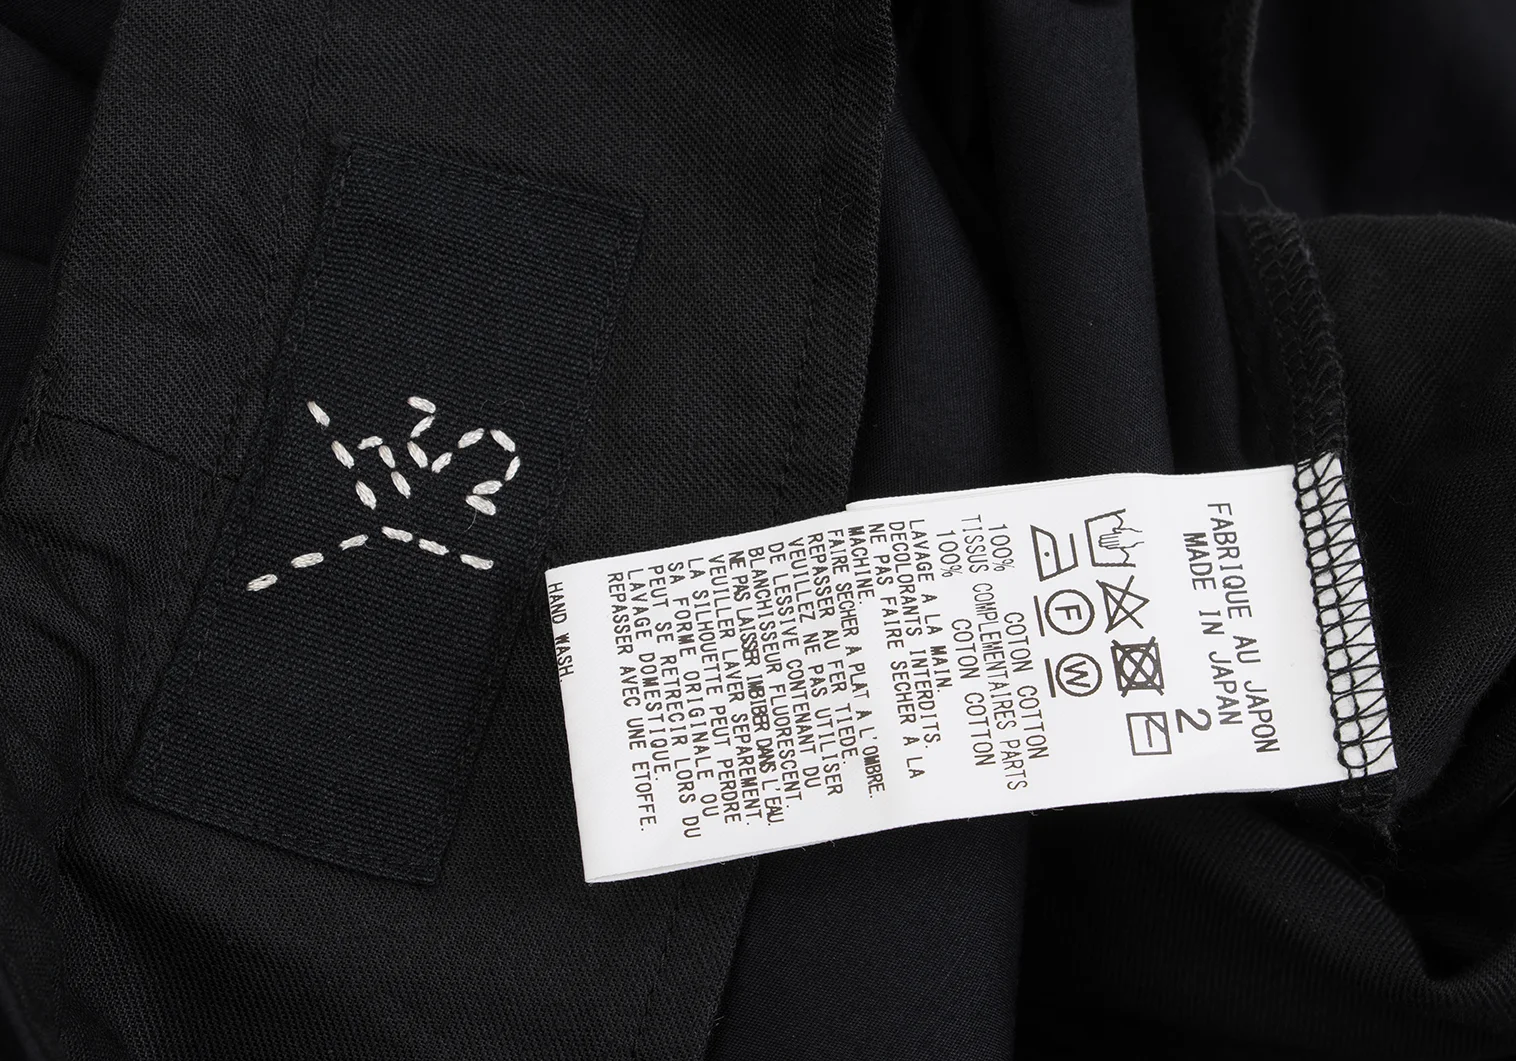 FABRIQUE AU JAPON
MADE IN JAPAN
2
F
W
COTON COTTON
100%
TISSUS COMPLEMENTAIRES PARTS
COTON COTTON
100%
LAVAGE A LA MAIN.
DECOLORANTS INTERDITS.
NE PAS FAIRE SECHER A LA
MACHINE.
FAIRE SECHER A PLAT A L'OMBRE.
REPASSER AU FER TIEDE.
VEUILLEZ NE PAS UTILISER
DE LESSIVE CONTENANT DU
BLANCHISSEUR FLUORESCENT.
NE PAS LAISSER IMBIBER DANS L'EAU.
VEUILLER LAVER SEPAREMENT.
LA SILHOUETTE PEUT PERDRE
SA FORME ORIGINALE OU
PEUT SE RETRECIR LORS DU
LAVAGE DOMESTIQUE.
REPASSER AVEC UNE ETOFFE.
HAND WASH.